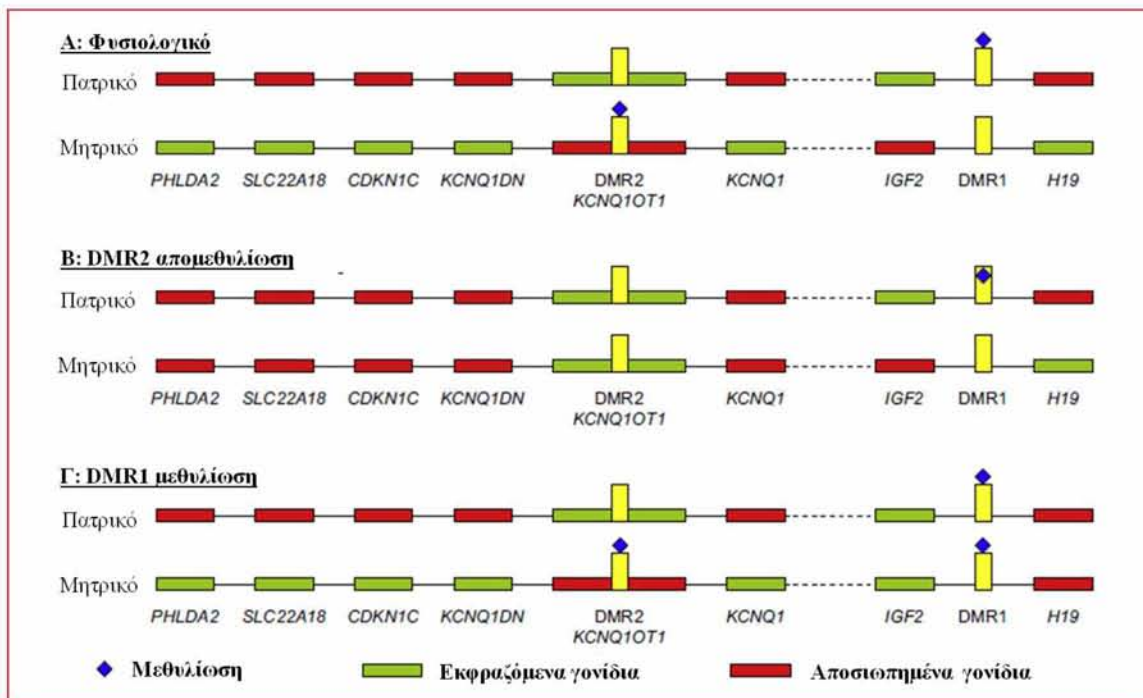 Α: Φυσιολογικό
Πατρικό
Μητρικό
PHLDA2 SLC22A18 CDKN1C KCNQ1DN DMR2 KCNQ1 IGF2 DMR1 H19
KCNQ1OT1
Β: DMR2 απομεθυλίωση
Πατρικό
Μητρικό
PHLDA2 SLC22A18 CDKN1C KCNQ1DN DMR2 KCNQ1 IGF2 DMR1 H19
KCNQ1OT1
Γ: DMR1 μεθυλίωση
Πατρικό
Μητρικό
PHLDA2 SLC22A18 CDKN1C KCNQ1DN DMR2 KCNQ1 IGF2 DMR1 H19
KCNQ1OT1
Μεθυλίωση Εκφραζόμενα γονίδια Αποσιωπημένα γονίδια